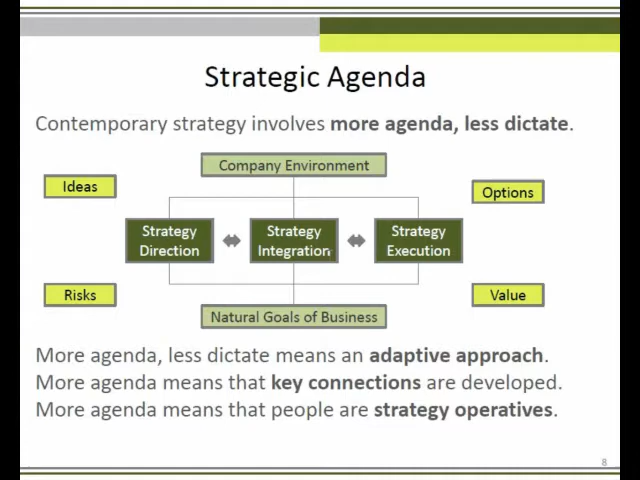 Strategic Agenda
Contemporary strategy involves more agenda, less dictate.
Company Environment
Ideas
Options
Strategy
Direction
Strategy
Integration
Strategy
Execution
Risks
Value
Natural Goals of Business
More agenda, less dictate means an adaptive approach.
More agenda means that key connections are developed.
More agenda means that people are strategy operatives.
8